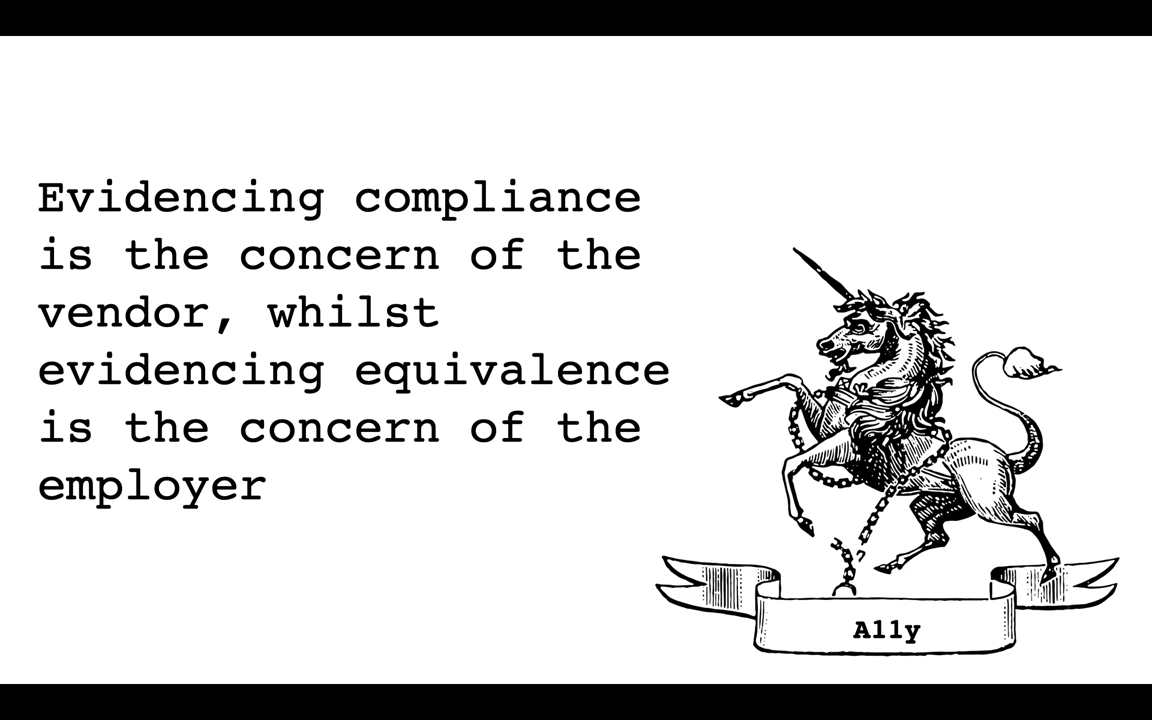 Evidencing compliance
is the concern of the
vendor, whilst
evidencing equivalence
is the concern of the
employer
A11y